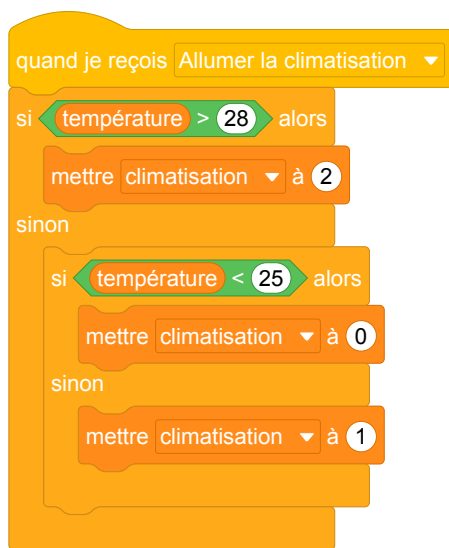 quand je reçois Allumer la climatisation
si température > 28 alors
mettre climatisation à 2
sinon
si température < 25 alors
mettre climatisation à 0
sinon
mettre climatisation à 1